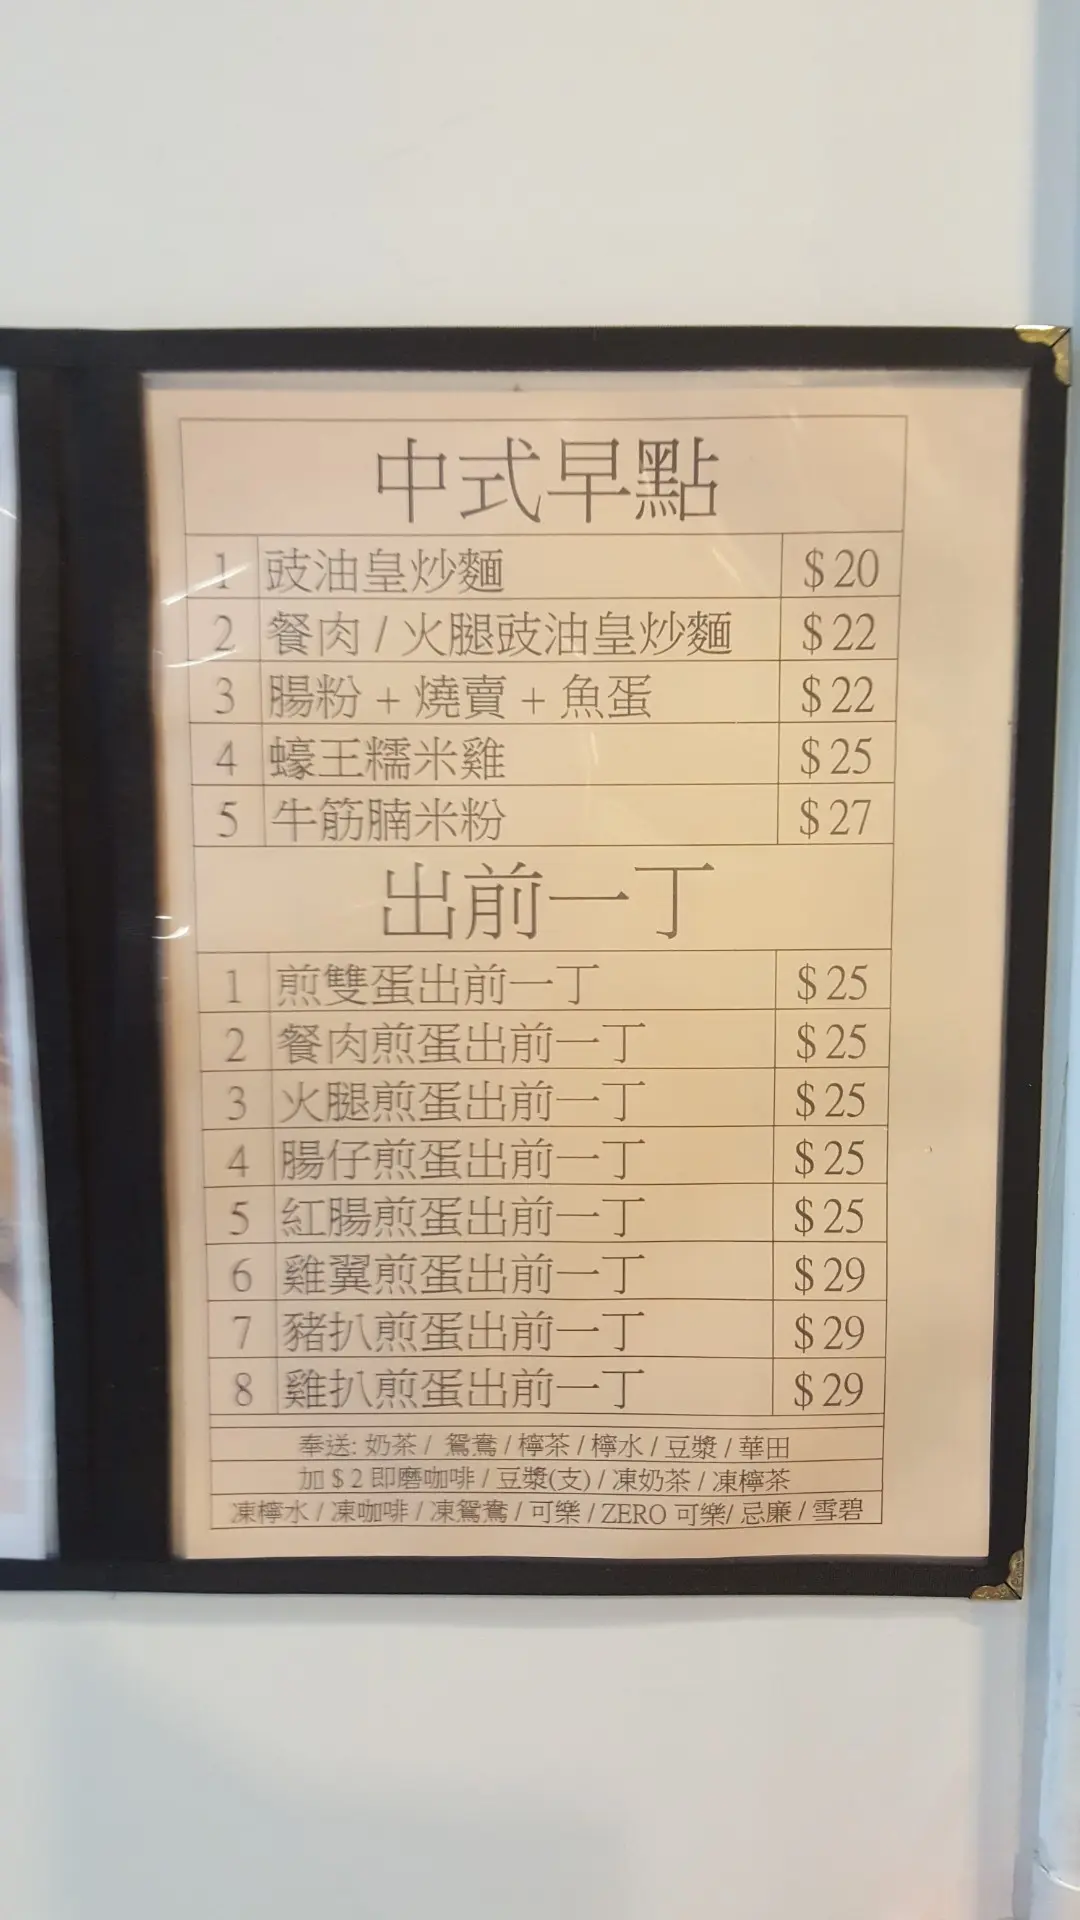 中式早點
1 豉油皇炒麵 $20
2 餐肉 / 火腿豉油皇炒麵 $22
3 腸粉 + 燒賣 + 魚蛋 $22
4 蠔王糯米雞 $25
5 牛筋腩米粉 $27
出前一丁
1 煎雙蛋出前一丁 $25
2 餐肉煎蛋出前一丁 $25
3 火腿煎蛋出前一丁 $25
4 腸仔煎蛋出前一丁 $25
5 紅腸煎蛋出前一丁 $25
6 雞翼煎蛋出前一丁 $29
7 豬扒煎蛋出前一丁 $29
8 雞扒煎蛋出前一丁 $29
奉送: 奶茶 / 鴛鴦 / 檸茶 / 檸水 / 豆漿 / 華田
加 $ 2 即磨咖啡 / 豆漿(支) / 凍奶茶 / 凍檸茶
凍檸水 / 凍咖啡 / 凍鴛鴦 / 可樂 / ZERO 可樂/ 忌廉 / 雪碧